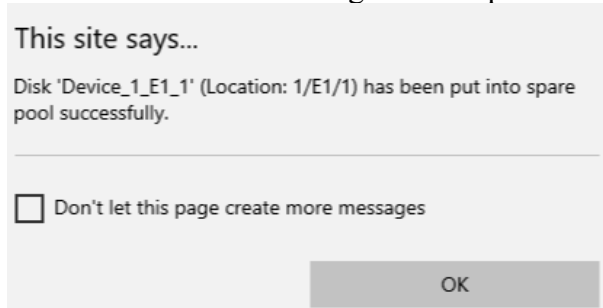 This site says...
Disk 'Device_1_E1_1' (Location: 1/E1/1) has been put into spare
pool successfully.
Don't let this page create more messages
OK